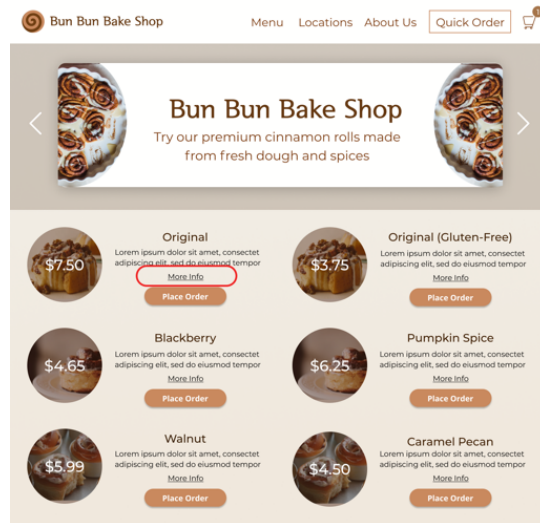 Bun Bun Bake Shop
Menu Locations About Us Quick Order
Bun Bun Bake Shop
Try our premium cinnamon rolls made
from fresh dough and spices
$7.50
Original
Lorem ipsum dolor sit amet, consectet
adipiscing elit, sed do eiusmod tempor
More Info
Place Order
$3.75
Original (Gluten-Free)
Lorem ipsum dolor sit amet, consectet
adipiscing elit, sed do eiusmod tempor
More Info
Place Order
$4.65
Blackberry
Lorem ipsum dolor sit amet, consectet
adipiscing elit, sed do eiusmod tempor
More Info
Place Order
$6.25
Pumpkin Spice
Lorem ipsum dolor sit amet, consectet
adipiscing elit, sed do eiusmod tempor
More Info
Place Order
$5.99
Walnut
Lorem ipsum dolor sit amet, consectet
adipiscing elit, sed do eiusmod tempor
More Info
Place Order
$4.50
Caramel Pecan
Lorem ipsum dolor sit amet, consectet
adipiscing elit, sed do eiusmod tempor
More Info
Place Order